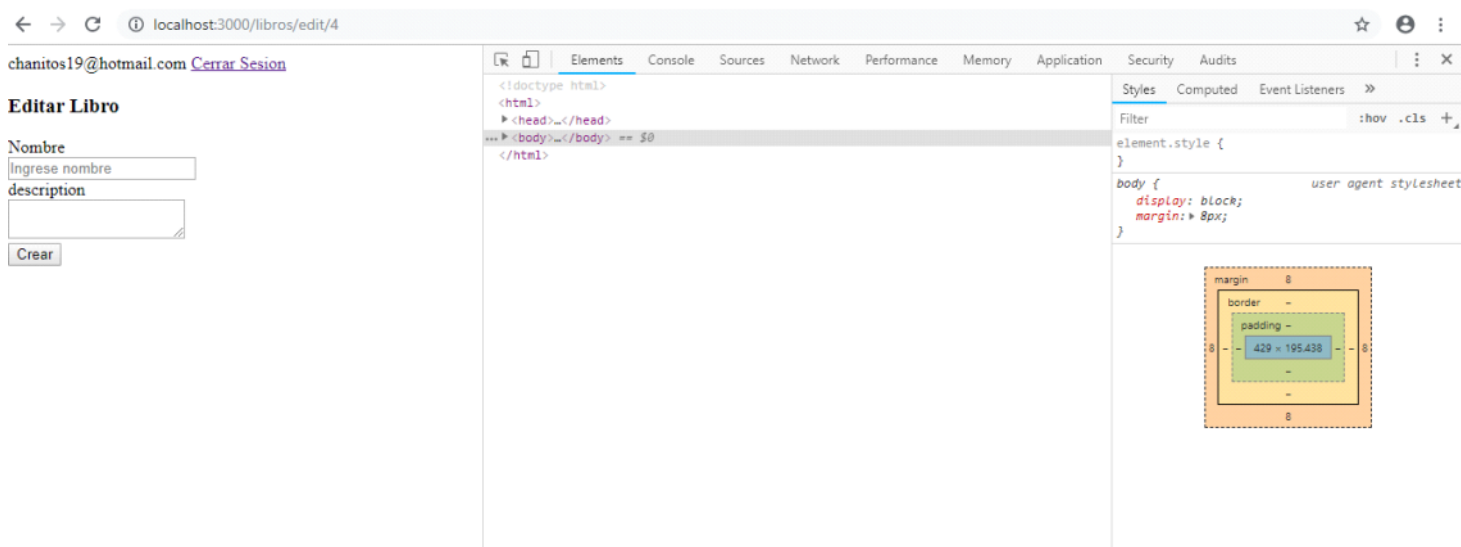 localhost:3000/libros/edit/4
chanitos19@hotmail.com Cerrar Sesion
Editar Libro
Nombre
Ingrese nombre
description
Crear
Elements Console Sources Network Performance Memory Application Security Audits
<!doctype html>
<html>
<head>…</head>
… <body>…</body> == $0
</html>
Styles Computed Event Listeners »
Filter :hov .cls +
element.style {
}
body { user agent stylesheet
display: block;
margin: 8px;
}
margin 8
border –
padding –
8 – – 429 × 195.438 – – 8
–
–
8